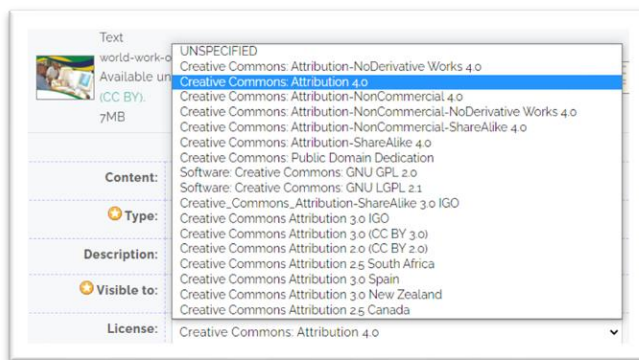 Text
world-work-o
Available un
(CC BY).
7MB
UNSPECIFIED
Creative Commons: Attribution-NoDerivative Works 4.0
Creative Commons: Attribution 4.0
Creative Commons: Attribution-NonCommercial 4.0
Creative Commons: Attribution-NonCommercial-NoDerivative Works 4.0
Creative Commons: Attribution-NonCommercial-ShareAlike 4.0
Creative Commons: Attribution-ShareAlike 4.0
Creative Commons: Public Domain Dedication
Software: Creative Commons: GNU GPL 2.0
Software: Creative Commons: GNU LGPL 2.1
Creative_Commons_Attribution-ShareAlike 3.0 IGO
Creative Commons Attribution 3.0 IGO
Creative Commons Attribution 3.0 (CC BY 3.0)
Creative Commons Attribution 2.0 (CC BY 2.0)
Creative Commons Attribution 2.5 South Africa
Creative Commons Attribution 3.0 Spain
Creative Commons Attribution 3.0 New Zealand
Creative Commons Attribution 2.5 Canada
Content:
Type:
Description:
Visible to:
License: Creative Commons: Attribution 4.0